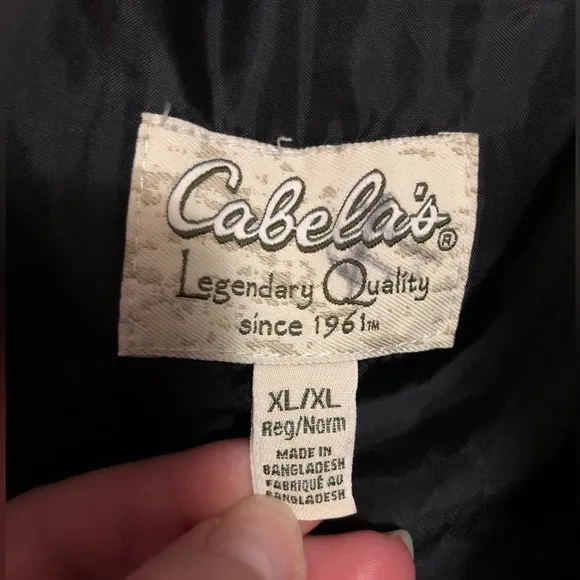 Cabela's®
Legendary Quality
since 1961™
XL/XL
Reg/Norm
MADE IN
BANGLADESH
FABRIQUÉ AU
BANGLADESH